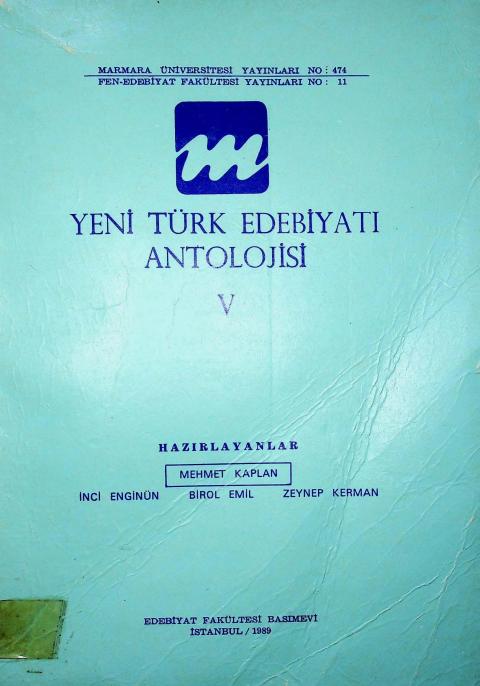 MARMARA ÜNİVERSİTESİ YAYINLARI NO : 474
FEN-EDEBİYAT FAKÜLTESİ YAYINLARI NO : 11
m
YENİ TÜRK EDEBİYATI
ANTOLOJİSİ
V
HAZIRLAYANLAR
MEHMET KAPLAN
İNCİ ENGİNÜN BİROL EMİL ZEYNEP KERMAN
EDEBİYAT FAKÜLTESİ BASIMEVİ
İSTANBUL / 1989